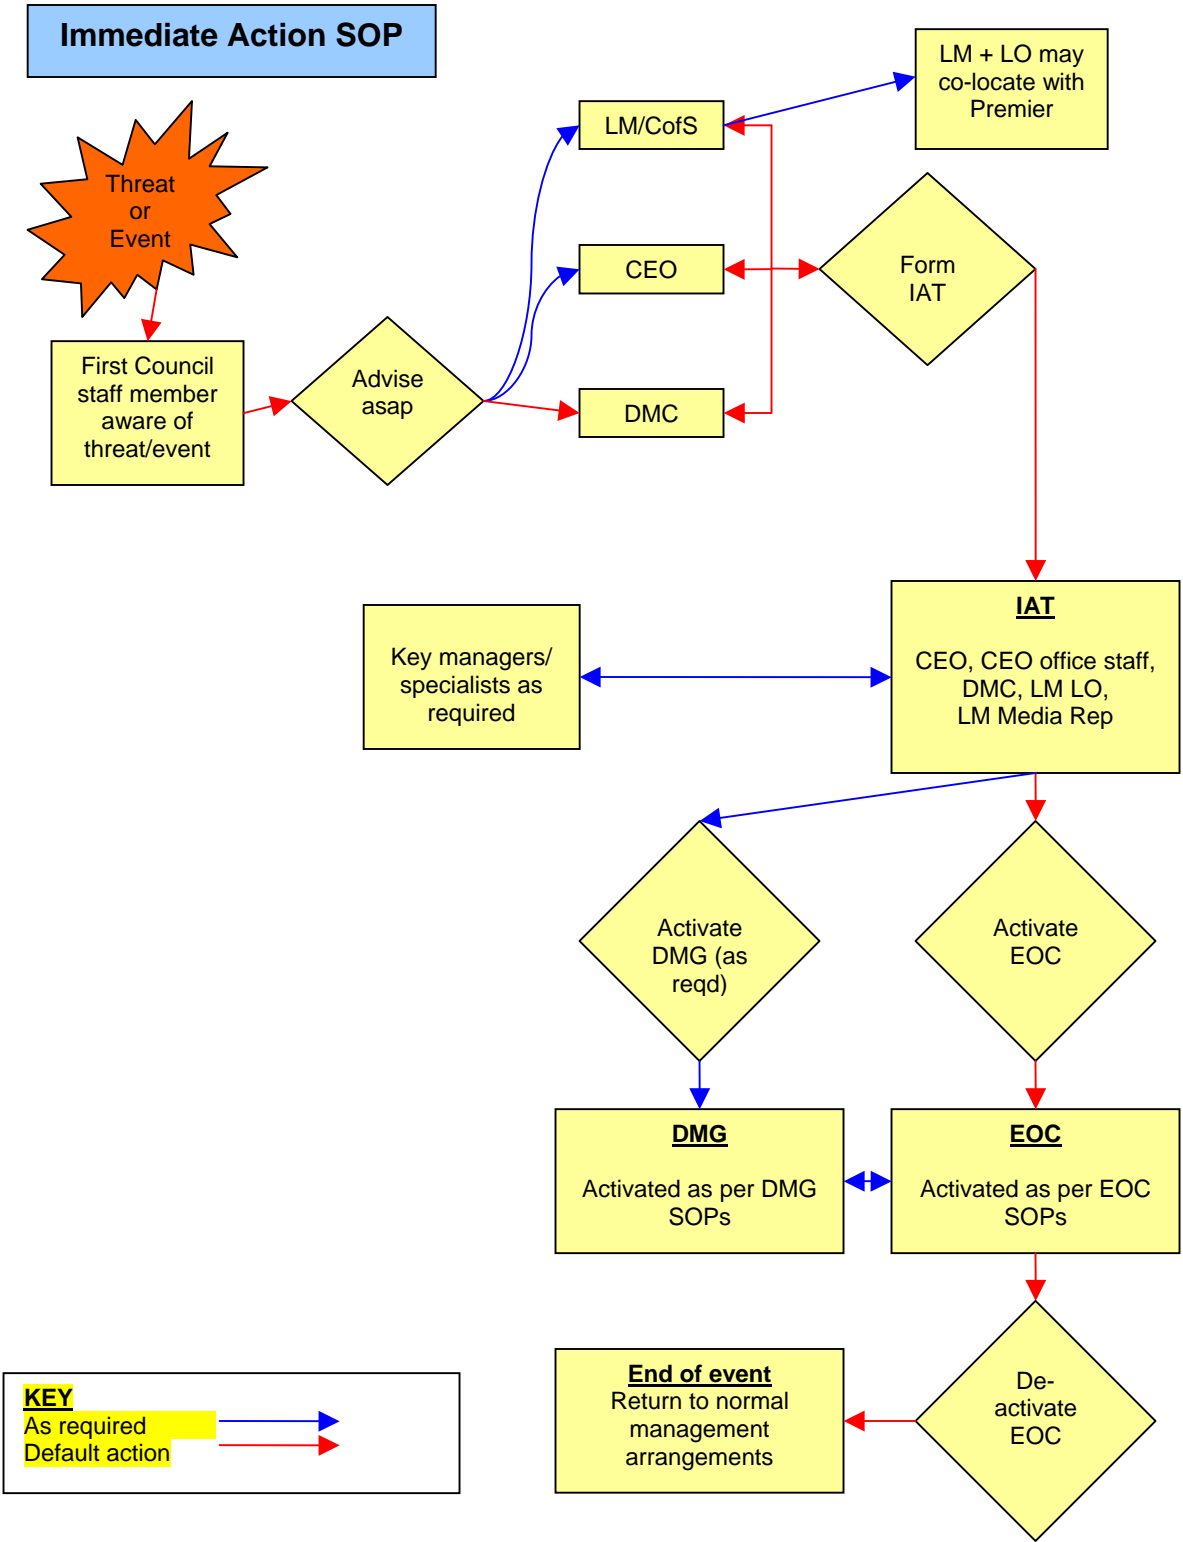 Immediate Action SOP
LM + LO may
co-locate with
Premier
LM/CofS
Threat
or
Event
CEO
Form
IAT
First Council
staff member
aware of
threat/event
Advise
asap
DMC
IAT
CEO, CEO office staff,
DMC, LM LO,
LM Media Rep
Key managers/
specialists as
required
Activate
DMG (as
reqd)
Activate
EOC
DMG
Activated as per DMG
SOPs
EOC
Activated as per EOC
SOPs
End of event
Return to normal
management
arrangements
De-
activate
EOC
KEY
As required
Default action